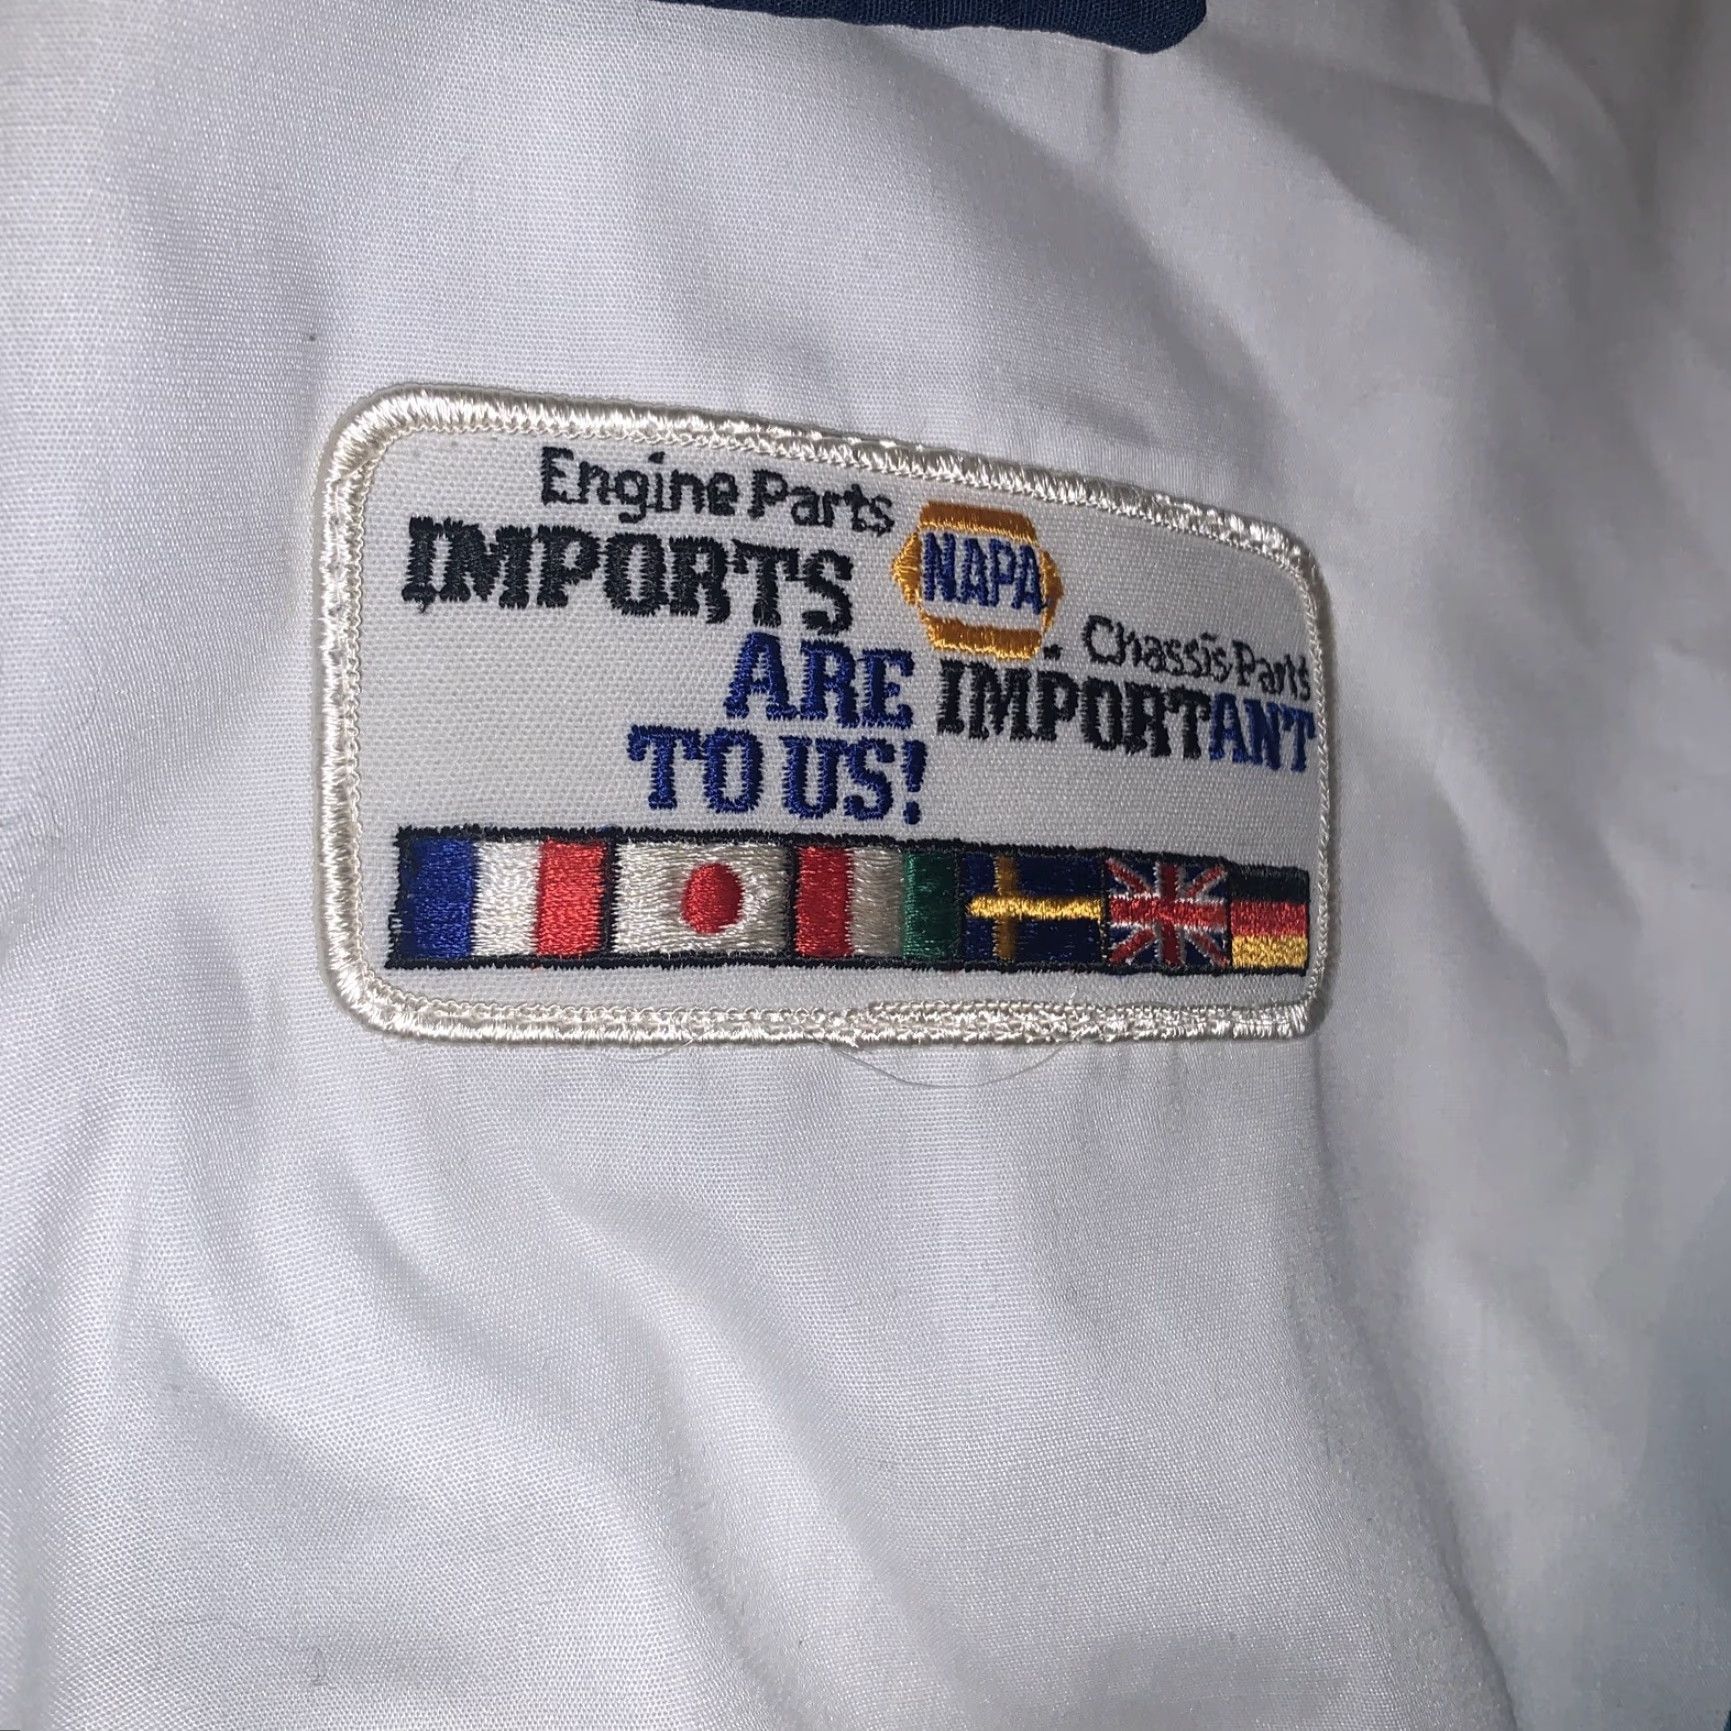 Engine Parts
IMPORTS
NAPA
Chassis Parts
ARE IMPORTANT
TO US!